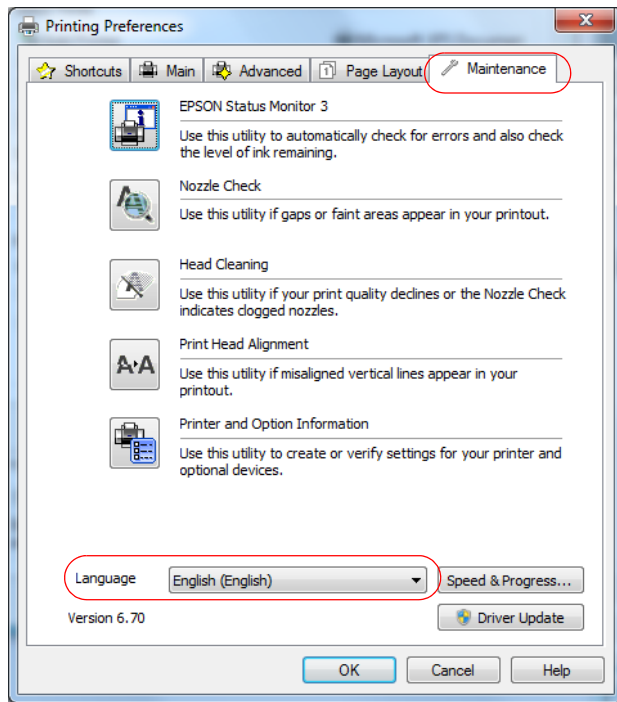 Printing Preferences
Shortcuts Main Advanced 1 Page Layout Maintenance
EPSON Status Monitor 3
Use this utility to automatically check for errors and also check
the level of ink remaining.
Nozzle Check
Use this utility if gaps or faint areas appear in your printout.
Head Cleaning
Use this utility if your print quality declines or the Nozzle Check
indicates clogged nozzles.
A A
Print Head Alignment
Use this utility if misaligned vertical lines appear in your
printout.
Printer and Option Information
Use this utility to create or verify settings for your printer and
optional devices.
Language English (English) Speed & Progress...
Version 6.70 Driver Update
OK Cancel Help